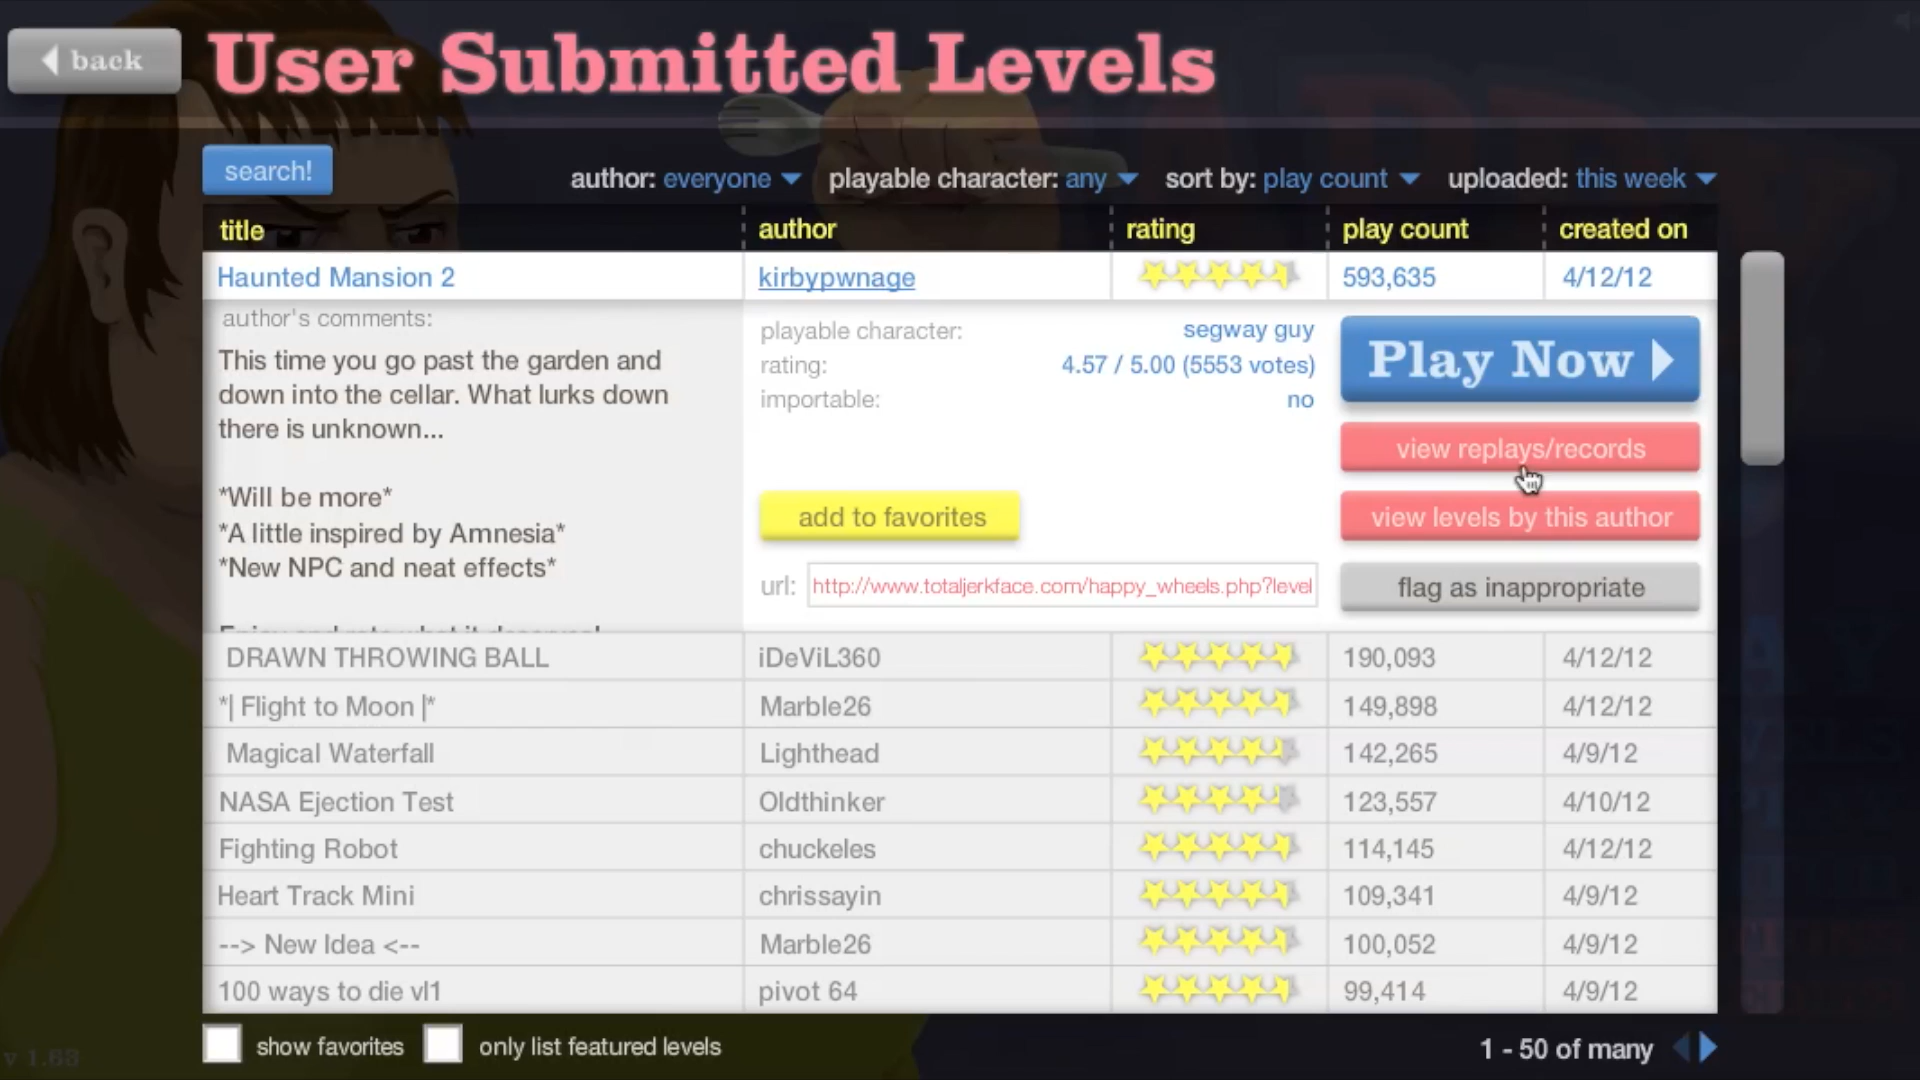 back
User Submitted Levels
search!
author: everyone
playable character: any
sort by: play count
uploaded: this week
title
author
rating
play count
created on
Haunted Mansion 2
kirbypwnage
593,635
4/12/12
author's comments:
This time you go past the garden and
down into the cellar. What lurks down
there is unknown...
*Will be more*
*A little inspired by Amnesia*
*New NPC and neat effects*
playable character:
segway guy
rating:
4.57 / 5.00 (5553 votes)
importable:
no
add to favorites
url:
http://www.totaljerkface.com/happy_wheels.php?level
Play Now
view replays/records
view levels by this author
flag as inappropriate
DRAWN THROWING BALL
iDeViL360
190,093
4/12/12
*| Flight to Moon |*
Marble26
149,898
4/12/12
Magical Waterfall
Lighthead
142,265
4/9/12
NASA Ejection Test
Oldthinker
123,557
4/10/12
Fighting Robot
chuckeles
114,145
4/12/12
Heart Track Mini
chrissayin
109,341
4/9/12
--> New Idea <--
Marble26
100,052
4/9/12
100 ways to die vl1
pivot 64
99,414
4/9/12
show favorites
only list featured levels
1 - 50 of many
v 1.63